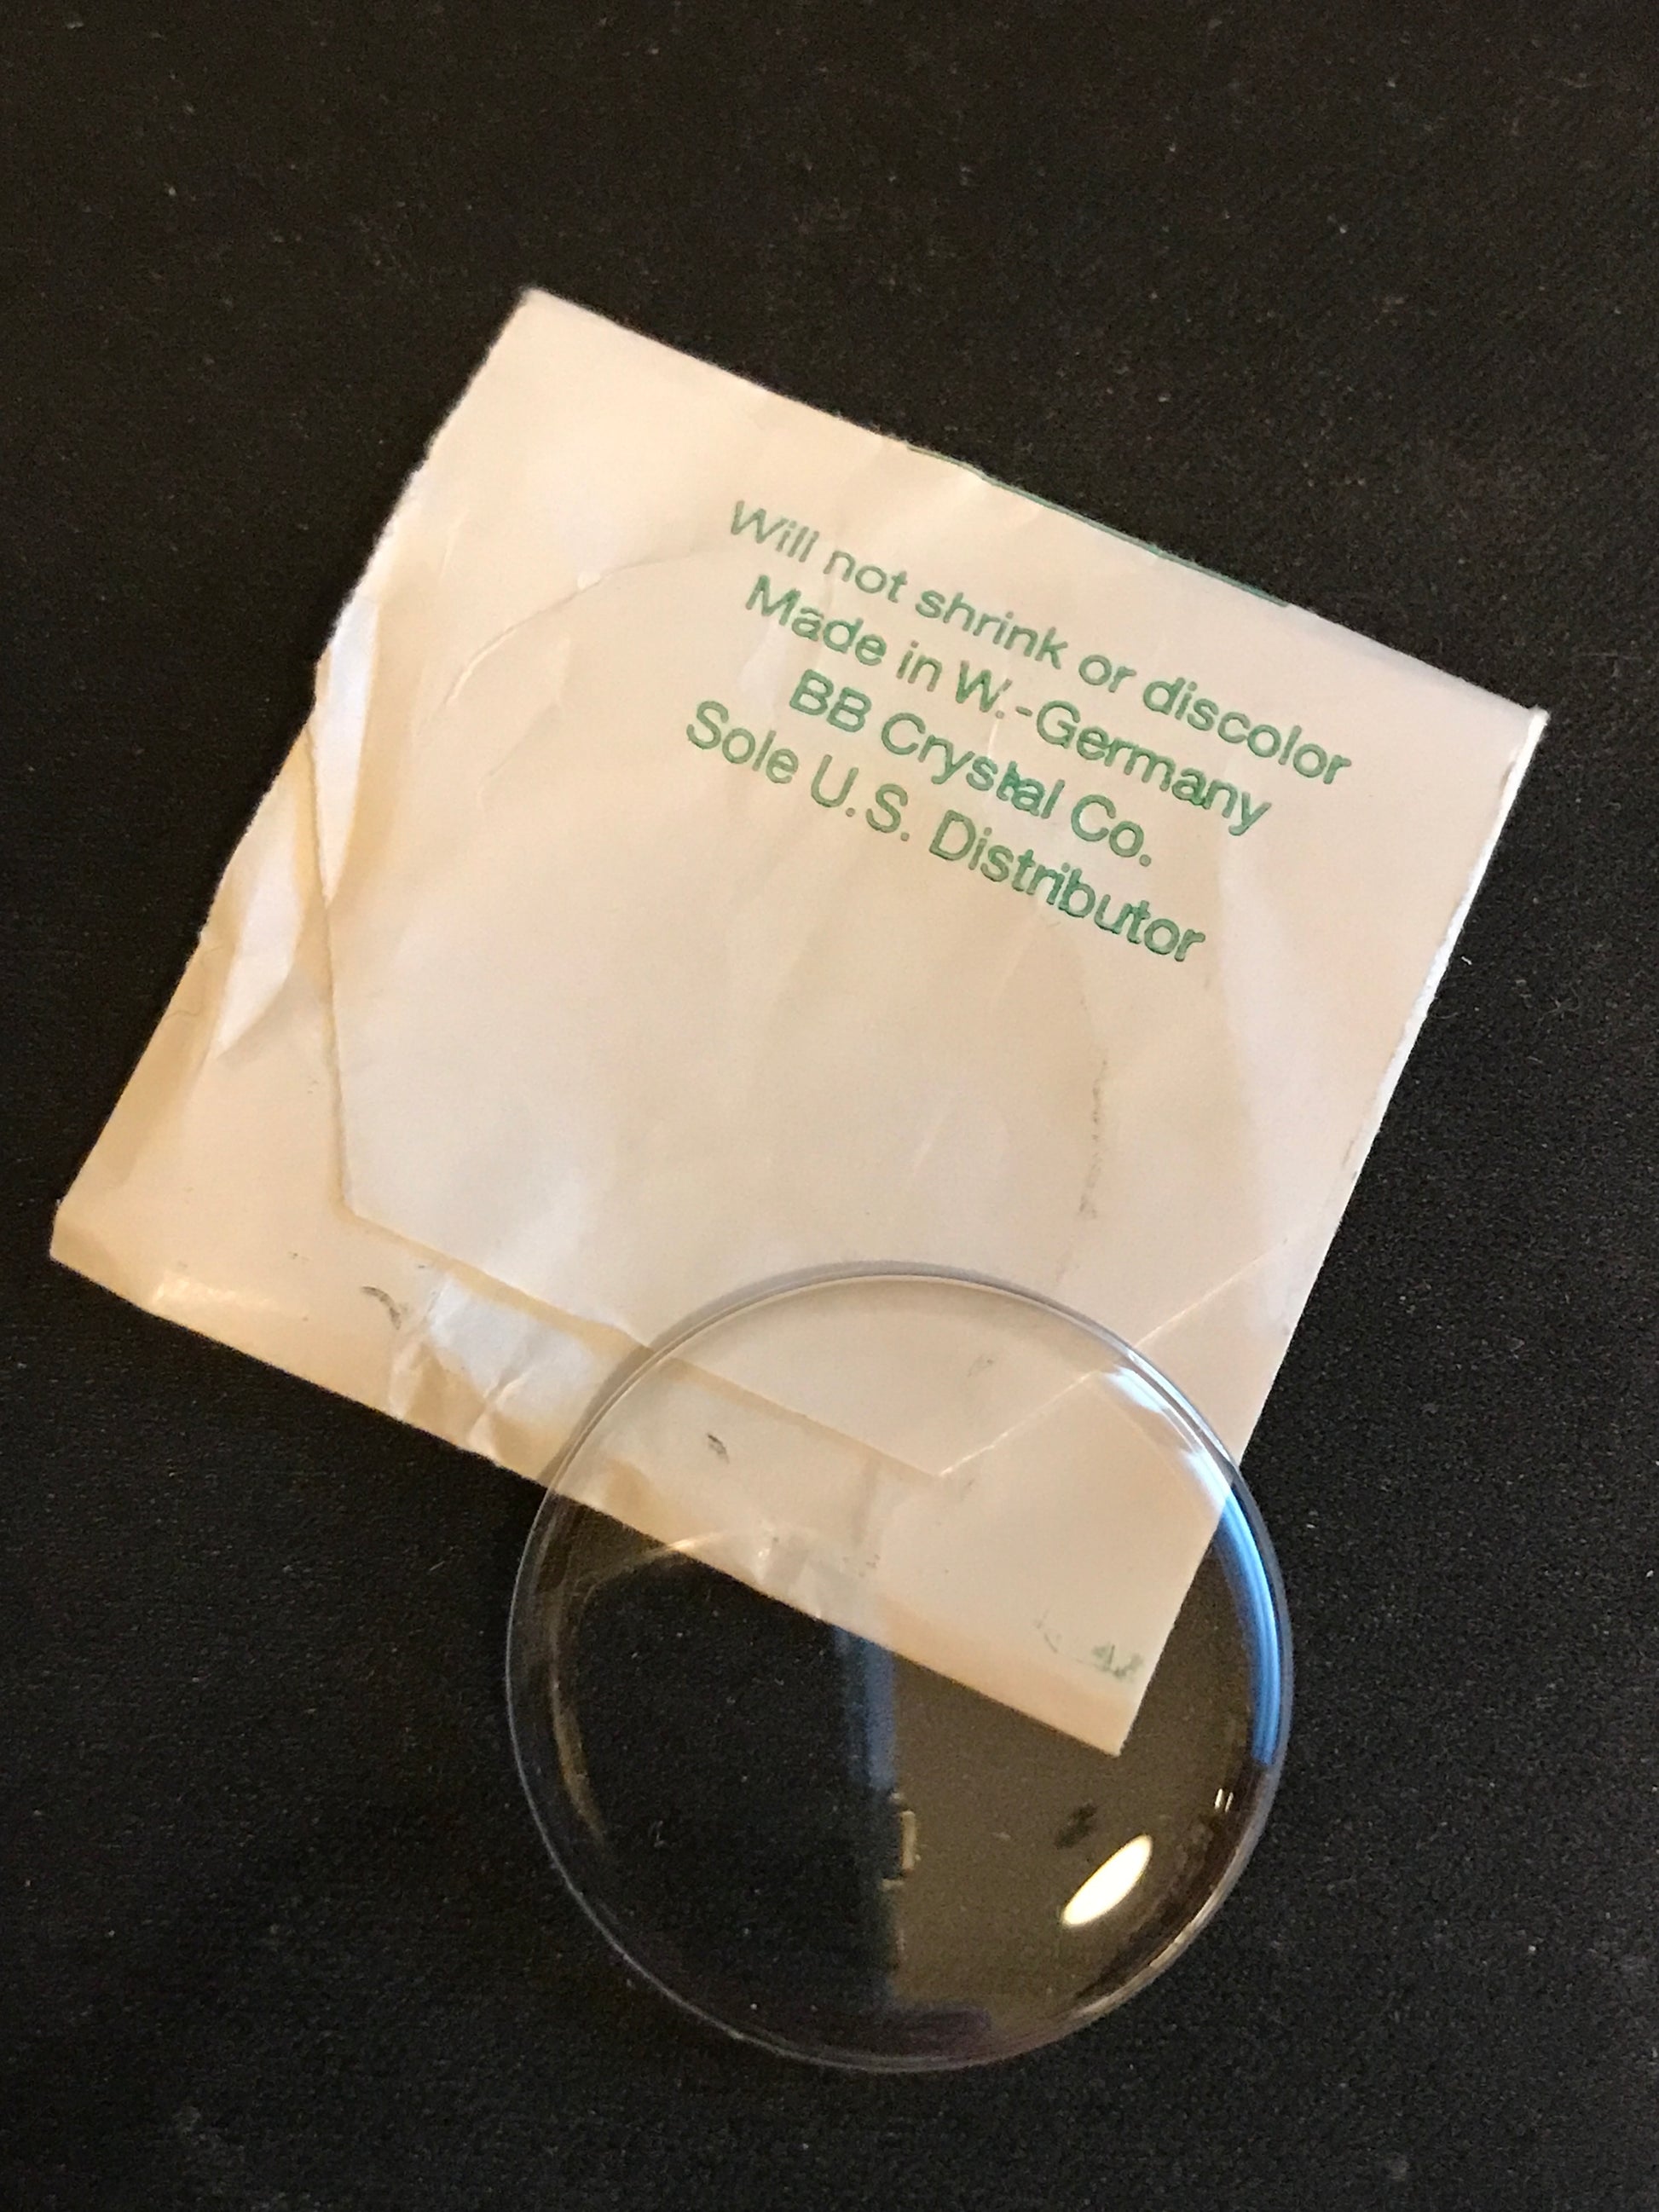 Will not shrink or discolor
Made in W.-Germany
BB Crystal Co.
Sole U.S. Distributor